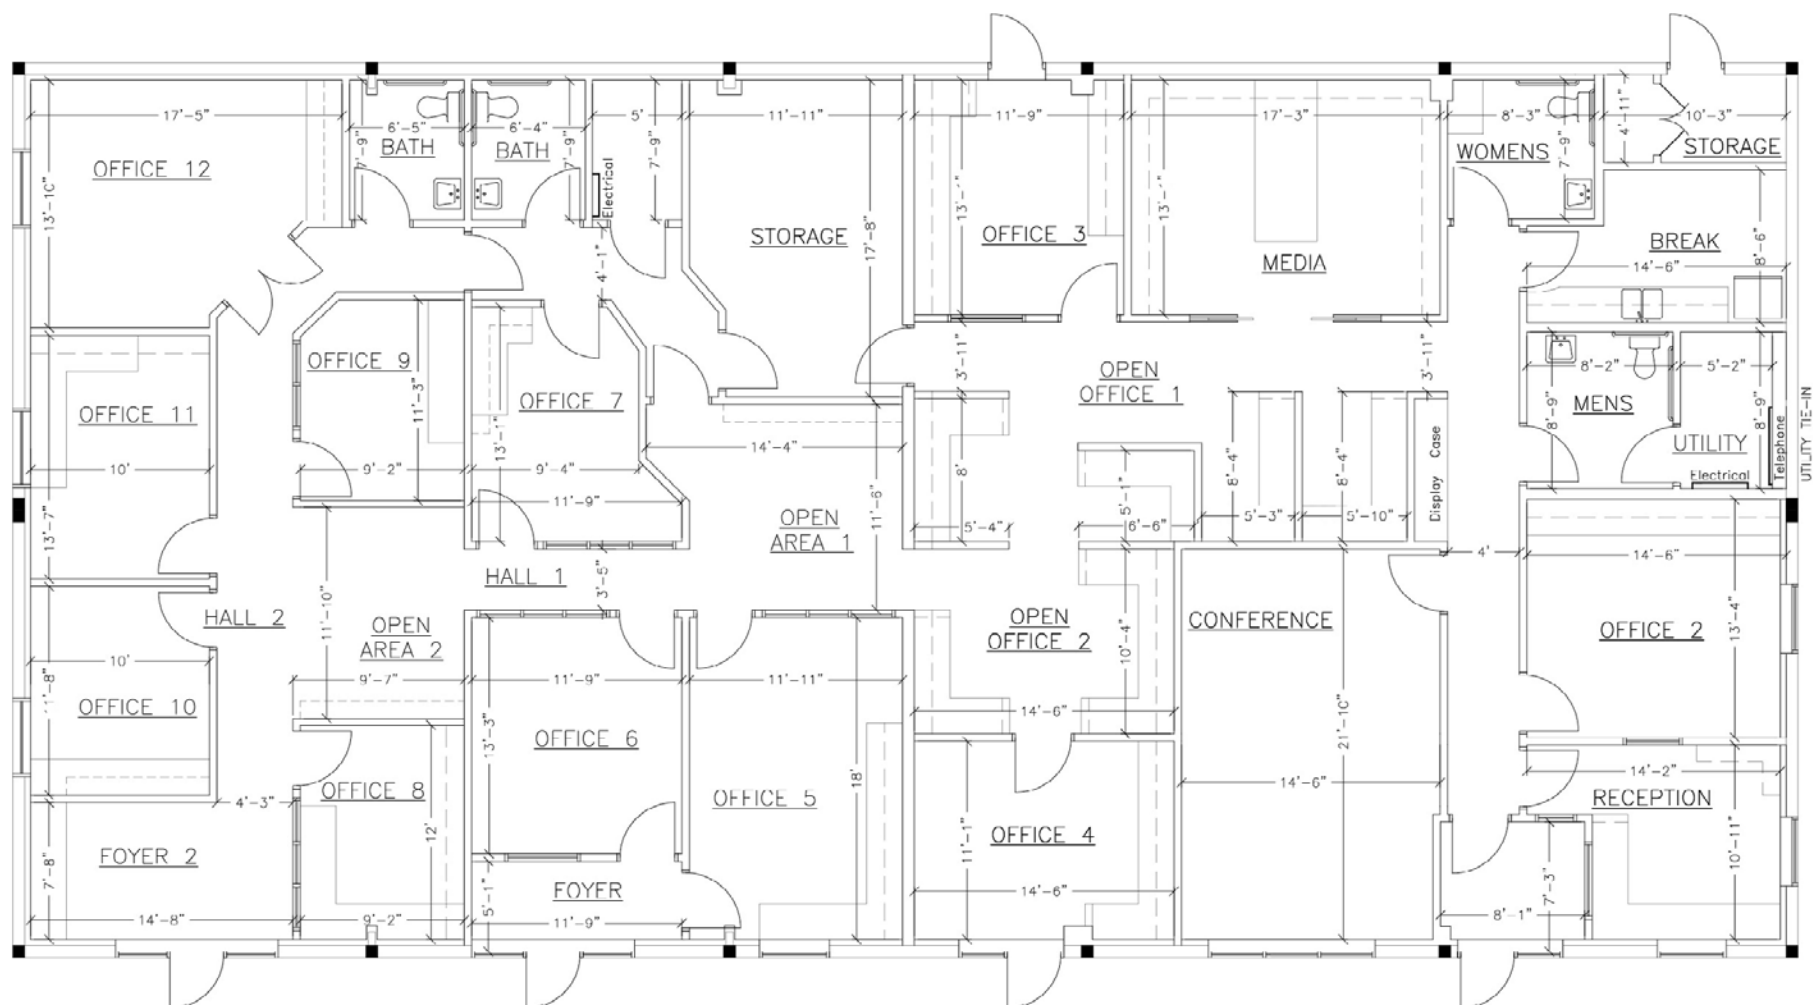 17'-5"
6'-5"
6'-4"
5'
11'-11"
11'-9"
17'-3"
8'-3"
10'-3"
4'-11"
OFFICE 12
BATH
BATH
7'-9"
7'-9"
7'-9"
Electrical
WOMENS
7'-9"
STORAGE
13'-10"
4'-1"
STORAGE
17'-8"
13'-1"
OFFICE 3
13'-1"
MEDIA
BREAK
14'-6"
8'-6"
OFFICE 9
11'-3"
OFFICE 7
13'-1"
3'-11"
OPEN
OFFICE 1
3'-11"
8'-2"
5'-2"
OFFICE 11
MENS
8'-9"
8'-9"
UTILITY
Electrical
Telephone
UTILITY TIE-IN
10'
9'-2"
9'-4"
14'-4"
8'
8'-4"
8'-4"
Display Case
13'-7"
11'-9"
OPEN
AREA 1
11'-6"
5'-4"
5'-1"
6'-6"
5'-3"
5'-10"
4'
14'-6"
HALL 1
3'-5"
HALL 2
11'-10"
OPEN
AREA 2
OPEN
OFFICE 2
10'-4"
CONFERENCE
OFFICE 2
13'-4"
10'
11'-8"
9'-7"
11'-9"
11'-11"
OFFICE 10
14'-6"
OFFICE 6
13'-3"
21'-10"
OFFICE 8
OFFICE 5
18'
14'-6"
14'-2"
RECEPTION
4'-3"
12'
OFFICE 4
11'-1"
10'-11"
FOYER 2
7'-8"
FOYER
5'-1"
14'-8"
9'-2"
11'-9"
14'-6"
8'-1"
7'-3"